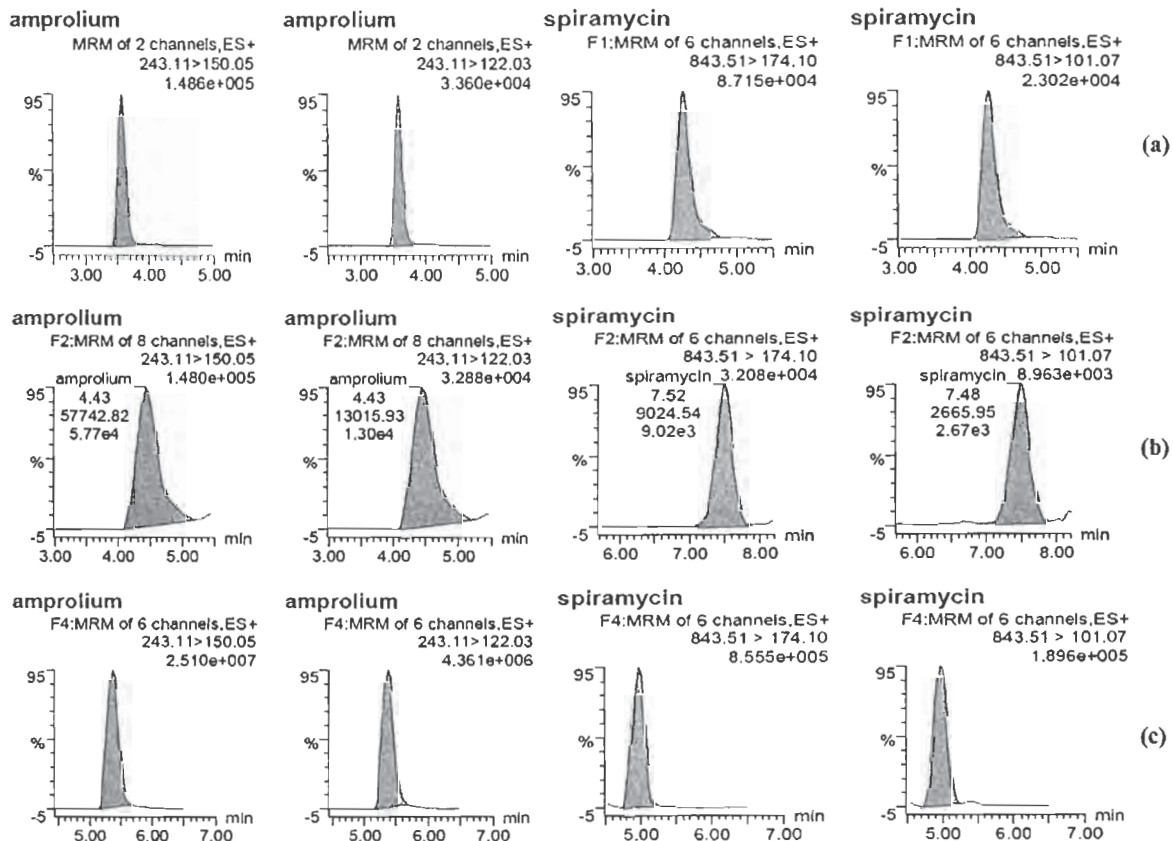 amprolium
MRM of 2 channels,ES+
243.11>150.05
1.486e+005
95
%
-5
min
3.00 4.00 5.00
amprolium
MRM of 2 channels,ES+
243.11>122.03
3.360e+004
95
%
-5
min
3.00 4.00 5.00
spiramycin
F1:MRM of 6 channels,ES+
843.51>174.10
8.715e+004
95
%
-5
min
3.00 4.00 5.00
spiramycin
F1:MRM of 6 channels,ES+
843.51>101.07
2.302e+004
95
%
-5
min
3.00 4.00 5.00
(a)
amprolium
F2:MRM of 8 channels,ES+
243.11>150.05
1.480e+005
amprolium
4.43
57742.82
5.77e4
95
%
-5
min
3.00 4.00 5.00
amprolium
F2:MRM of 8 channels,ES+
243.11>122.03
3.288e+004
amprolium
4.43
13015.93
1.30e4
95
%
-5
min
3.00 4.00 5.00
spiramycin
F2:MRM of 6 channels,ES+
843.51 > 174.10
spiramycin 3.208e+004
7.52
9024.54
9.02e3
95
%
-5
min
6.00 7.00 8.00
spiramycin
F2:MRM of 6 channels,ES+
843.51 > 101.07
spiramycin 8.963e+003
7.48
2665.95
2.67e3
95
%
-5
min
6.00 7.00 8.00
(b)
amprolium
F4:MRM of 6 channels,ES+
243.11>150.05
2.510e+007
95
%
-5
min
5.00 6.00 7.00
amprolium
F4:MRM of 6 channels,ES+
243.11>122.03
4.361e+006
95
%
-5
min
5.00 6.00 7.00
spiramycin
F4:MRM of 6 channels,ES+
843.51 > 174.10
8.555e+005
95
%
-5
min
5.00 6.00 7.00
spiramycin
F4:MRM of 6 channels,ES+
843.51 > 101.07
1.896e+005
95
%
-5
min
5.00 6.00 7.00
(c)